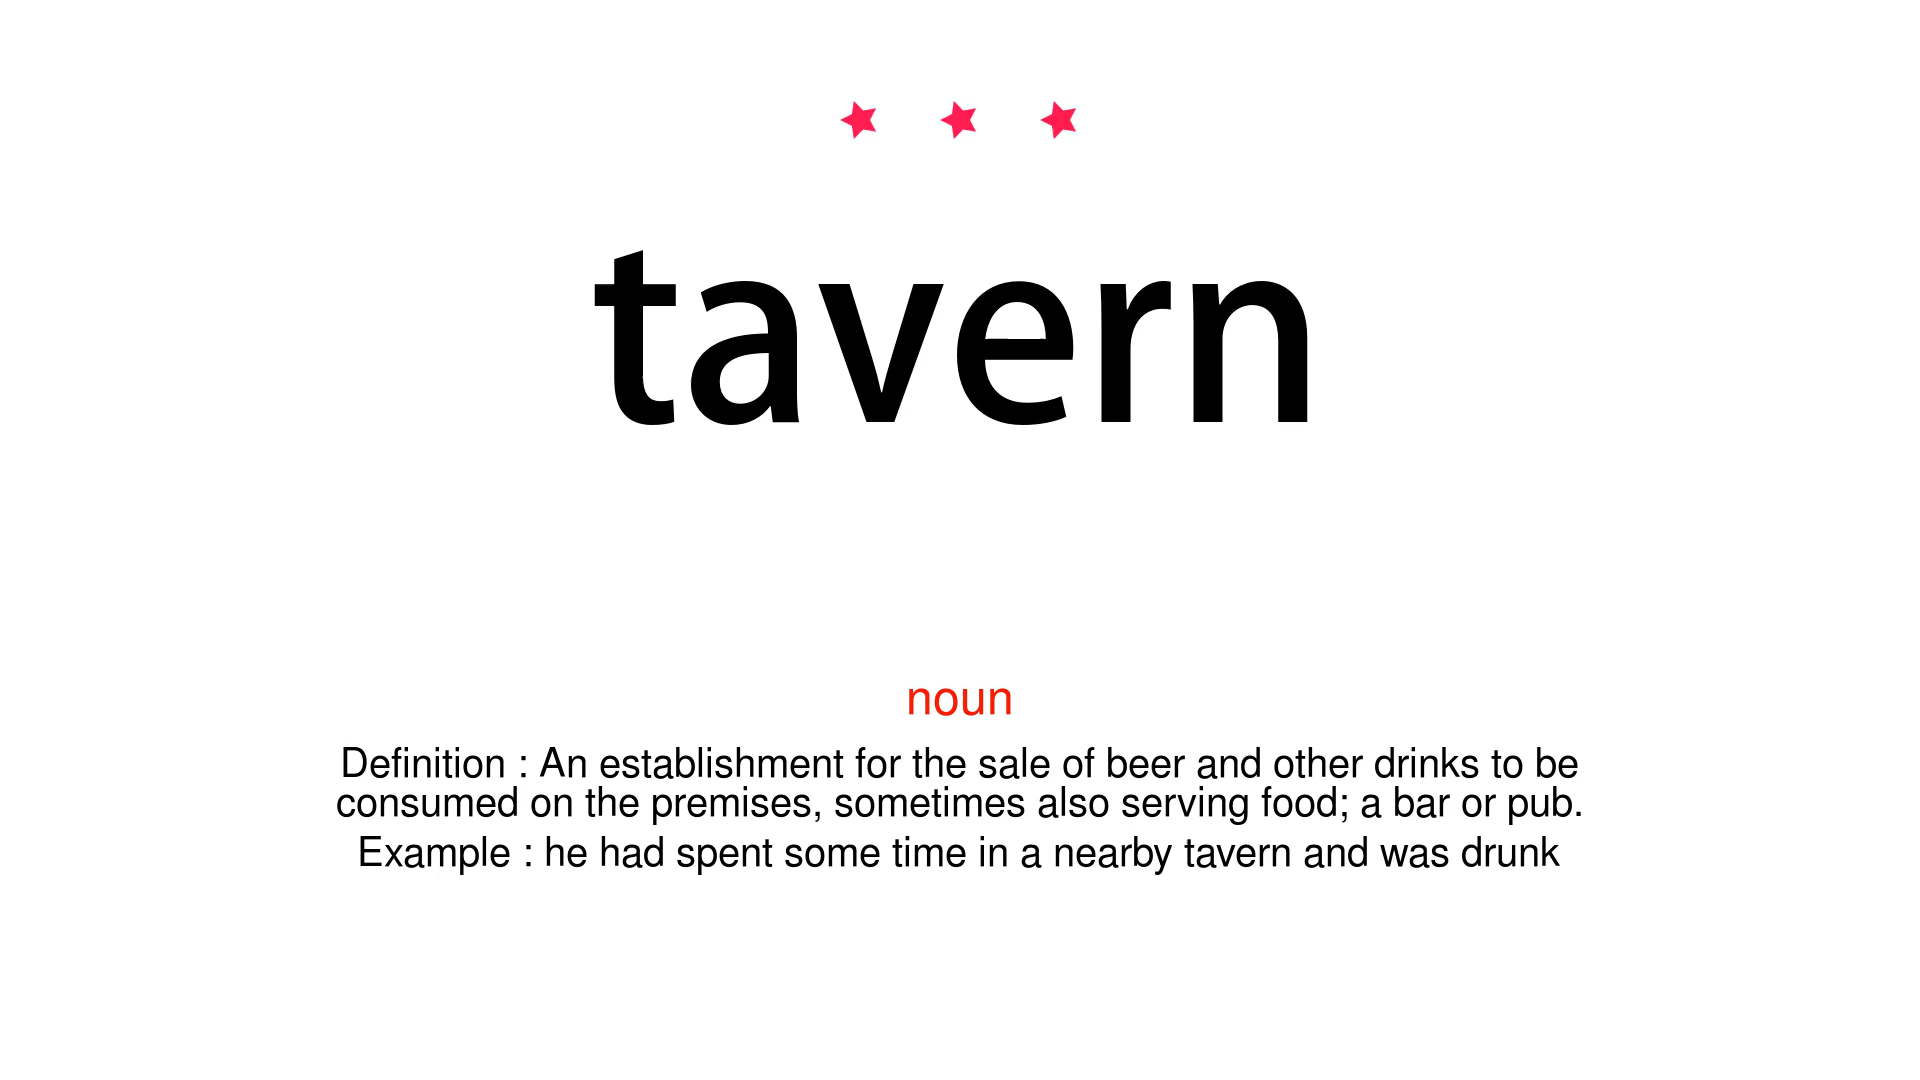 tavern
noun
Definition : An establishment for the sale of beer and other drinks to be
consumed on the premises, sometimes also serving food; a bar or pub.
Example : he had spent some time in a nearby tavern and was drunk